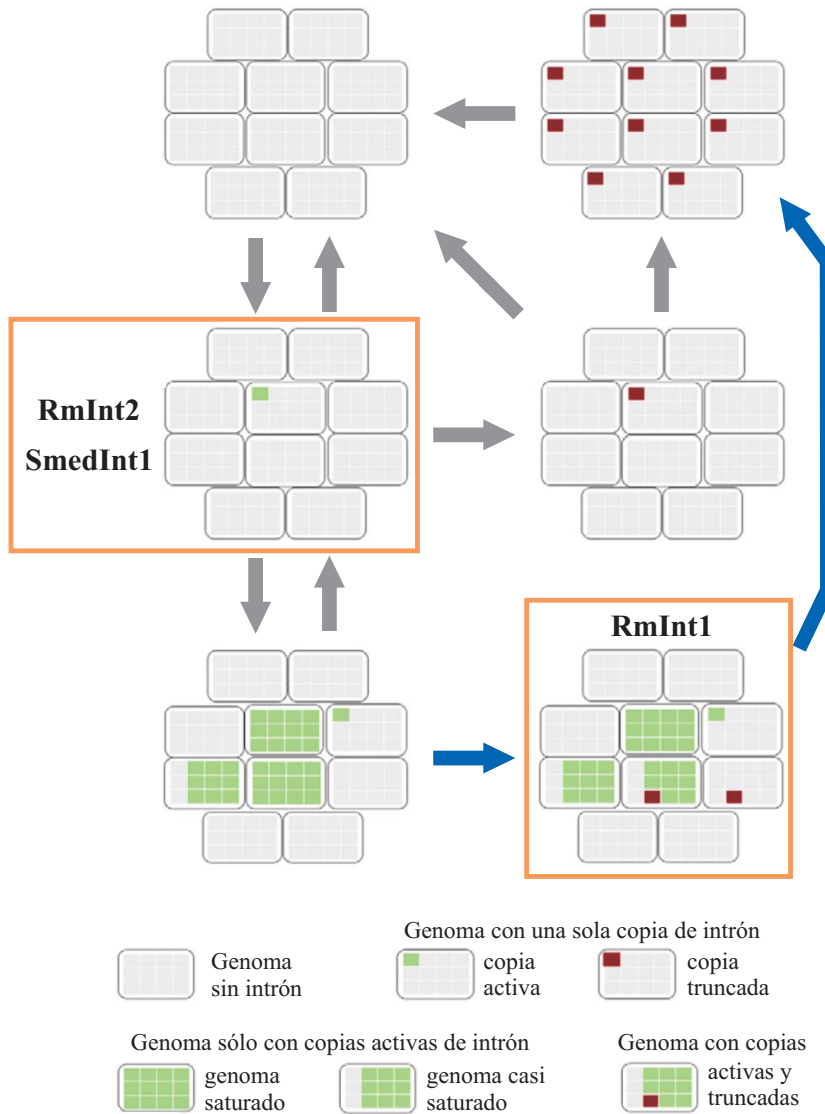 RmInt2
SmedInt1
RmInt1
Genoma con una sola copia de intrón
Genoma
sin intrón
copia
activa
copia
truncada
Genoma sólo con copias activas de intrón
genoma
saturado
genoma casi
saturado
Genoma con copias
activas y
truncadas